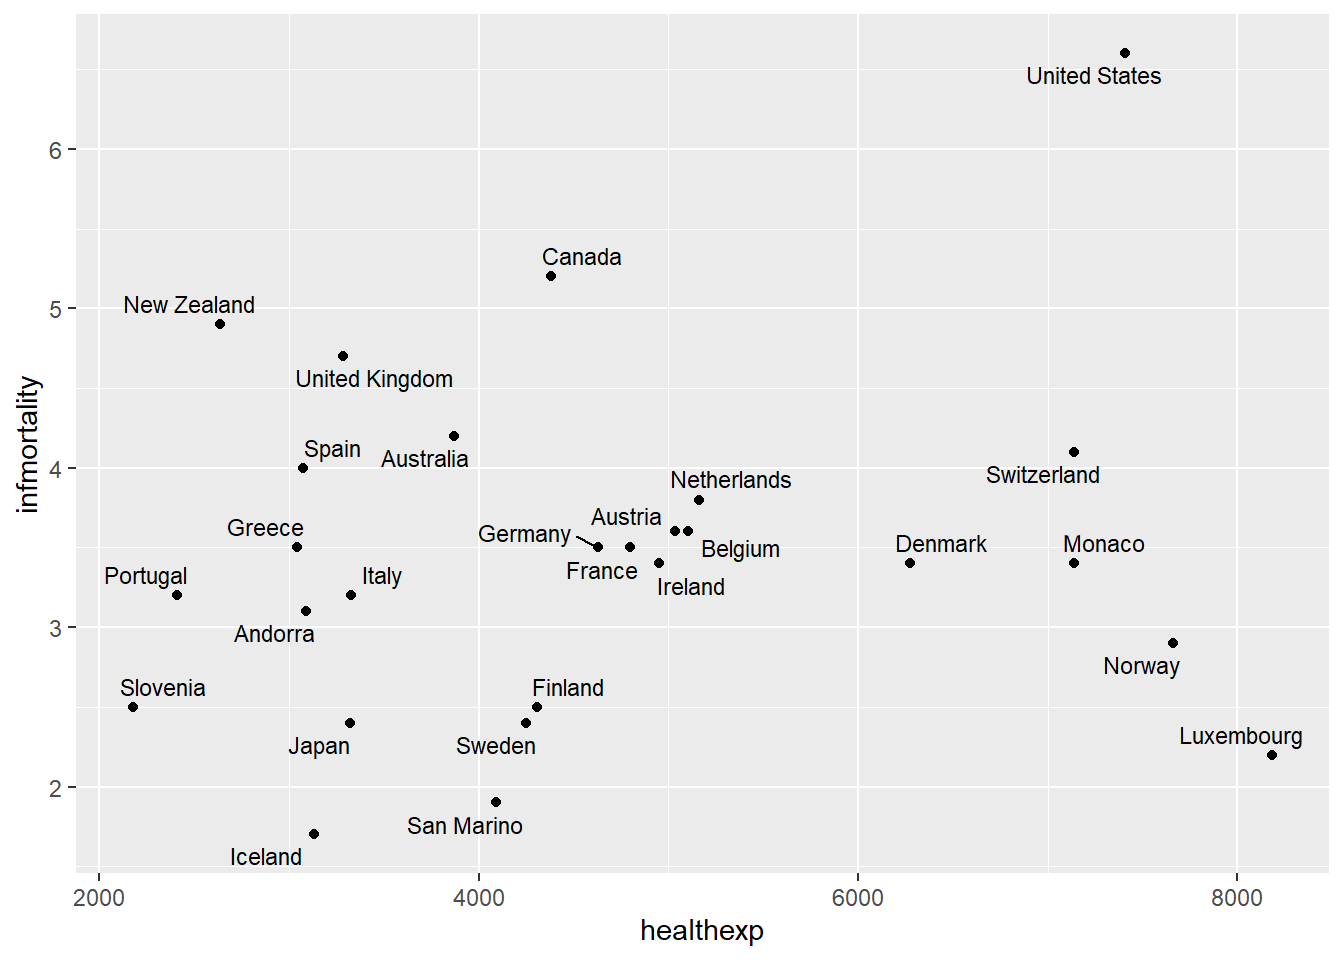 United States
6
Canada
5
New Zealand
United Kingdom
Spain
Australia
4
Switzerland
Netherlands
Austria
Greece
Germany
Belgium
Denmark
Monaco
France
Portugal
Italy
Ireland
3
Andorra
Norway
Slovenia
Finland
Luxembourg
Japan
Sweden
2
San Marino
Iceland
infmortality
2000 4000 6000 8000
healthexp